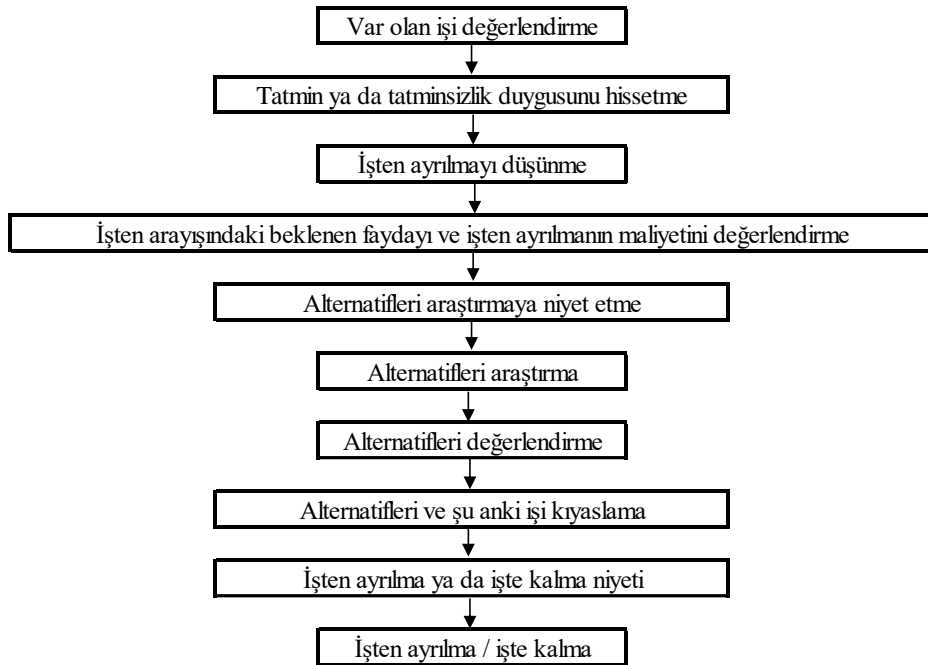 Var olan işi değerlendirme
Tatmin ya da tatminsizlik duygusunu hissetme
İşten ayrılmayı düşünme
İşten arayışındaki beklenen faydayı ve işten ayrılmanın maliyetini değerlendirme
Alternatifleri araştırmaya niyet etme
Alternatifleri araştırma
Alternatifleri değerlendirme
Alternatifleri ve şu anki işi kıyaslama
İşten ayrılma ya da işte kalma niyeti
İşten ayrılma / işte kalma